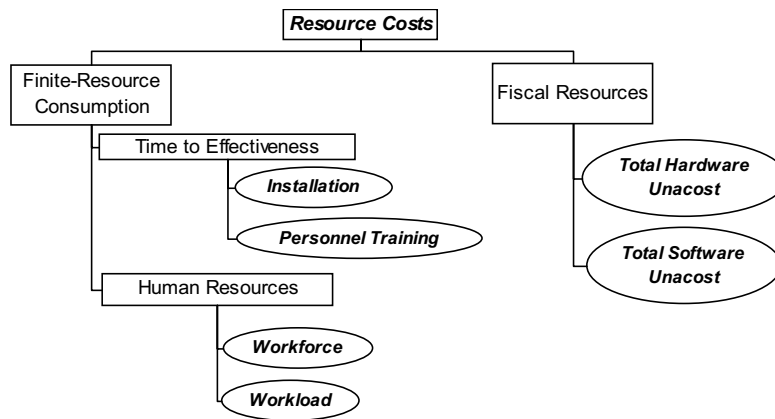 Resource Costs
Finite-Resource
Consumption
Fiscal Resources
Time to Effectiveness
Installation
Personnel Training
Human Resources
Workforce
Workload
Total Hardware
Unacost
Total Software
Unacost